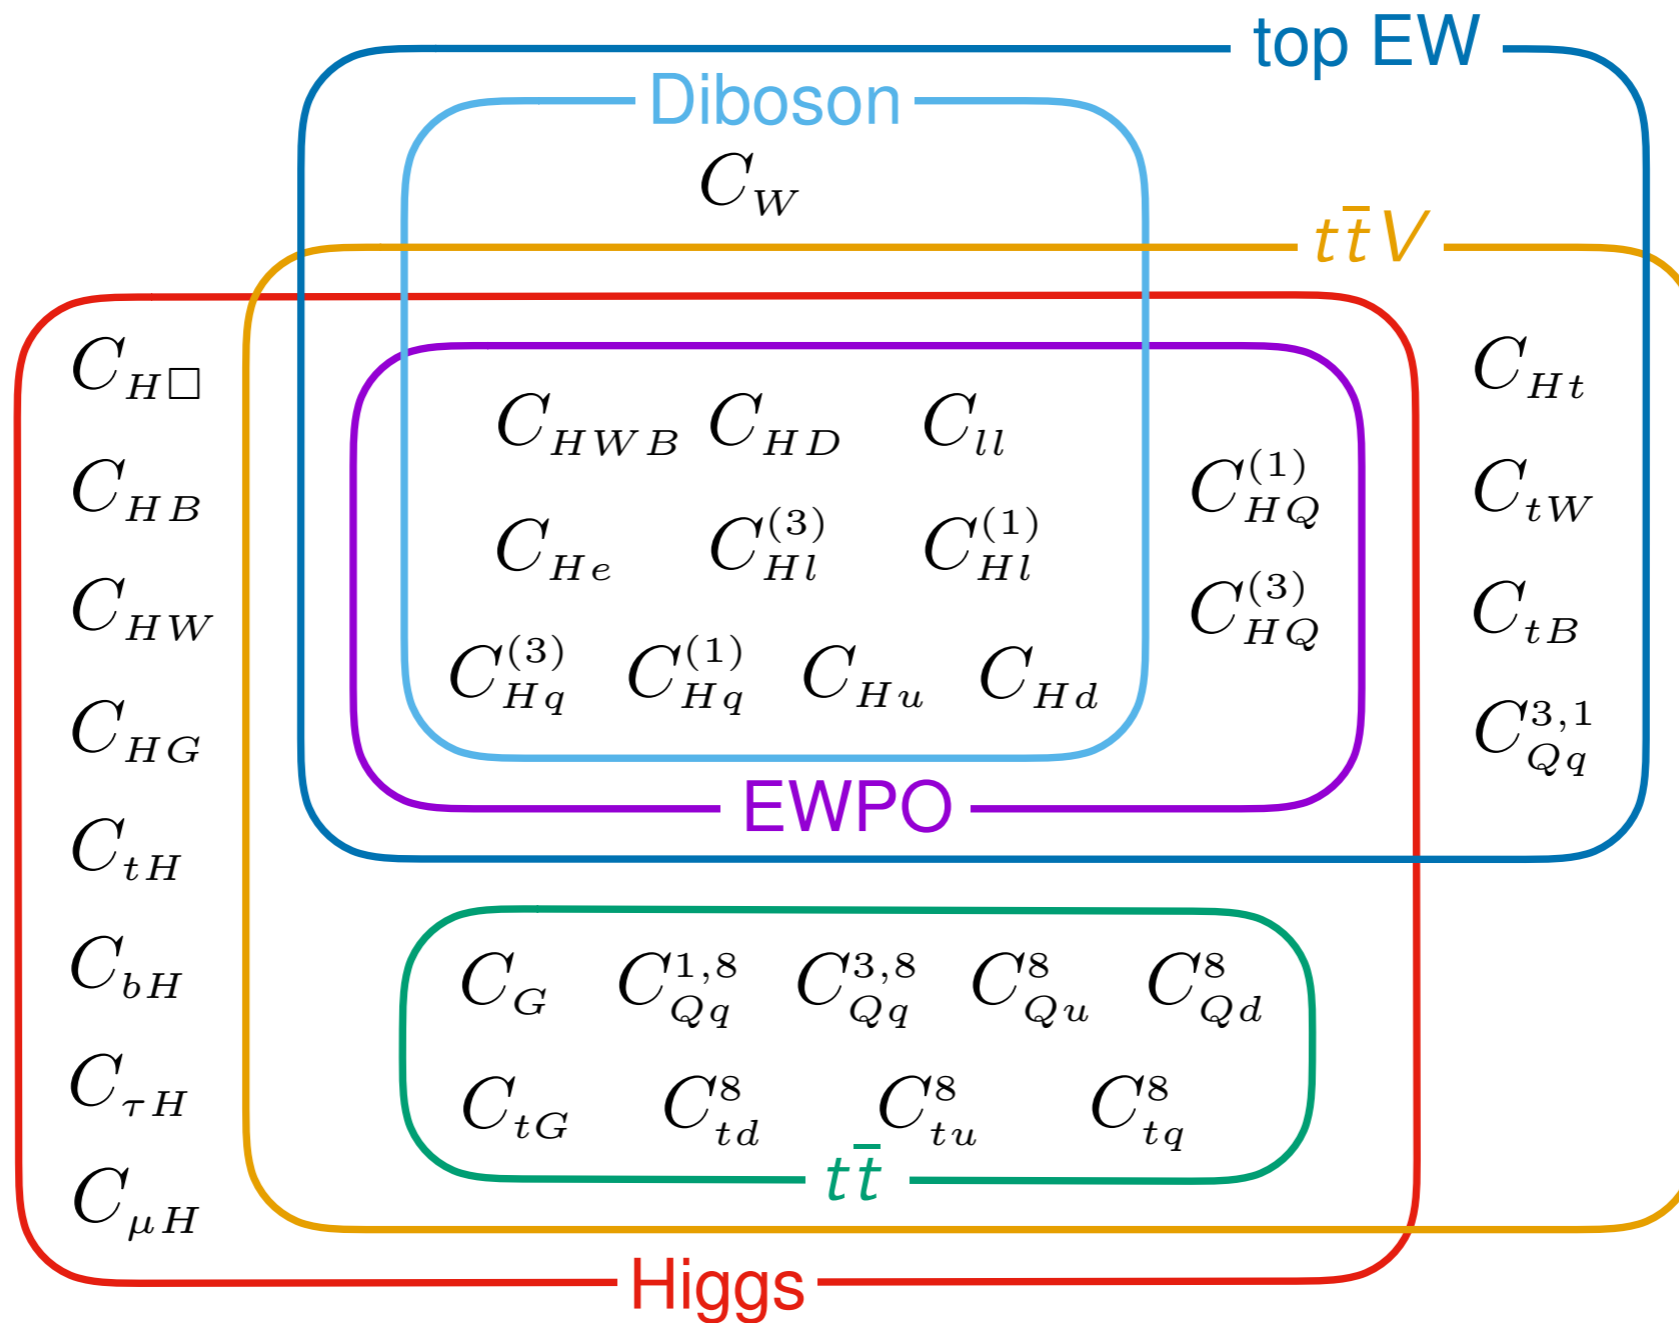 top EW
Diboson
C_W
t\bar{t}V
C_{H□}
C_{Ht}
C_{HWB} C_{HD} C_{ll}
C_{HB}
C_{HQ}^{(1)}
C_{tW}
C_{He} C_{Hl}^{(3)} C_{Hl}^{(1)}
C_{HW}
C_{HQ}^{(3)}
C_{tB}
C_{Hq}^{(3)} C_{Hq}^{(1)} C_{Hu} C_{Hd}
C_{HG}
C_{Qq}^{3,1}
EWPO
C_{tH}
C_{bH}
C_G C_{Qq}^{1,8} C_{Qq}^{3,8} C_{Qu}^{8} C_{Qd}^{8}
C_{τH}
C_{tG} C_{td}^{8} C_{tu}^{8} C_{tq}^{8}
t\bar{t}
C_{μH}
Higgs